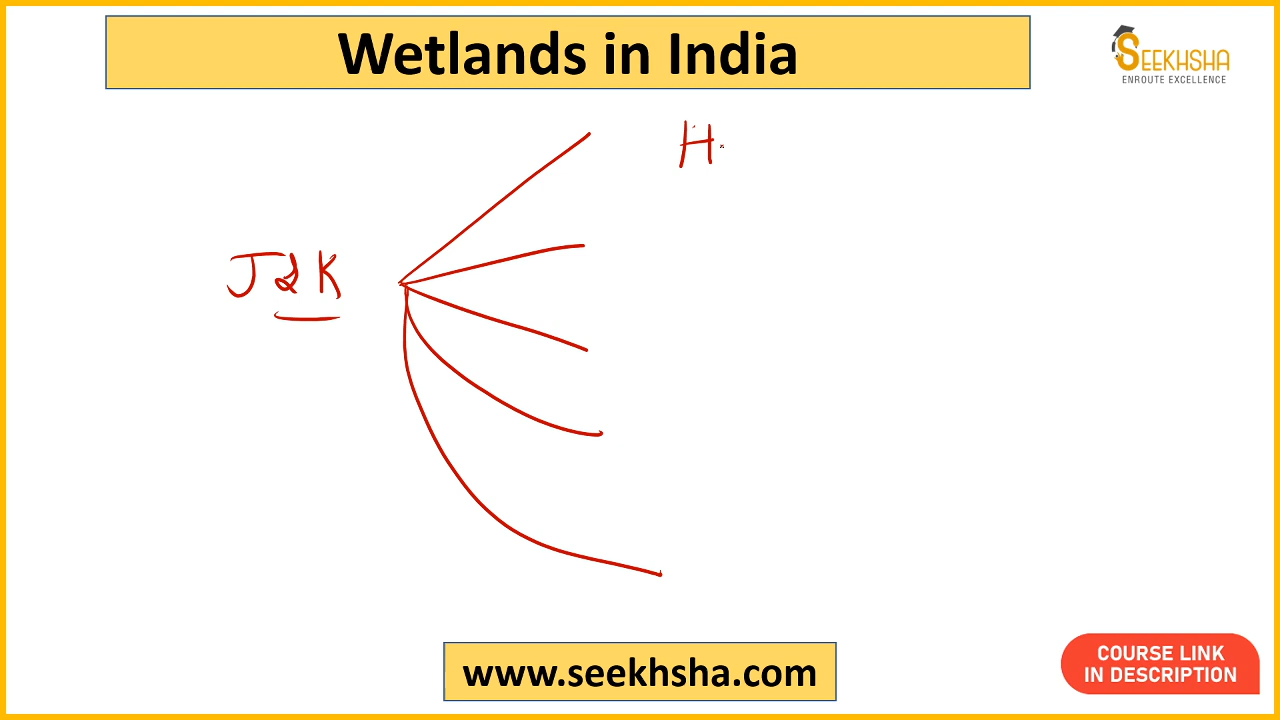 Wetlands in India
SEEKHSHA
ENROUTE EXCELLENCE
H
J & K
www.seekhsha.com
COURSE LINK
IN DESCRIPTION